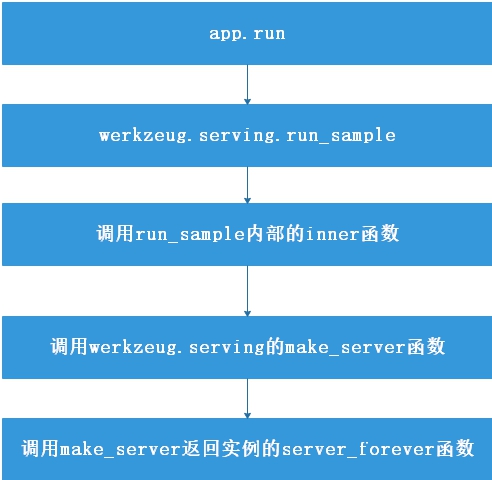 app.run
werkzeug.serving.run_sample
调用run_sample内部的inner函数
调用werkzeug.serving的make_server函数
调用make_server返回实例的server_forever函数